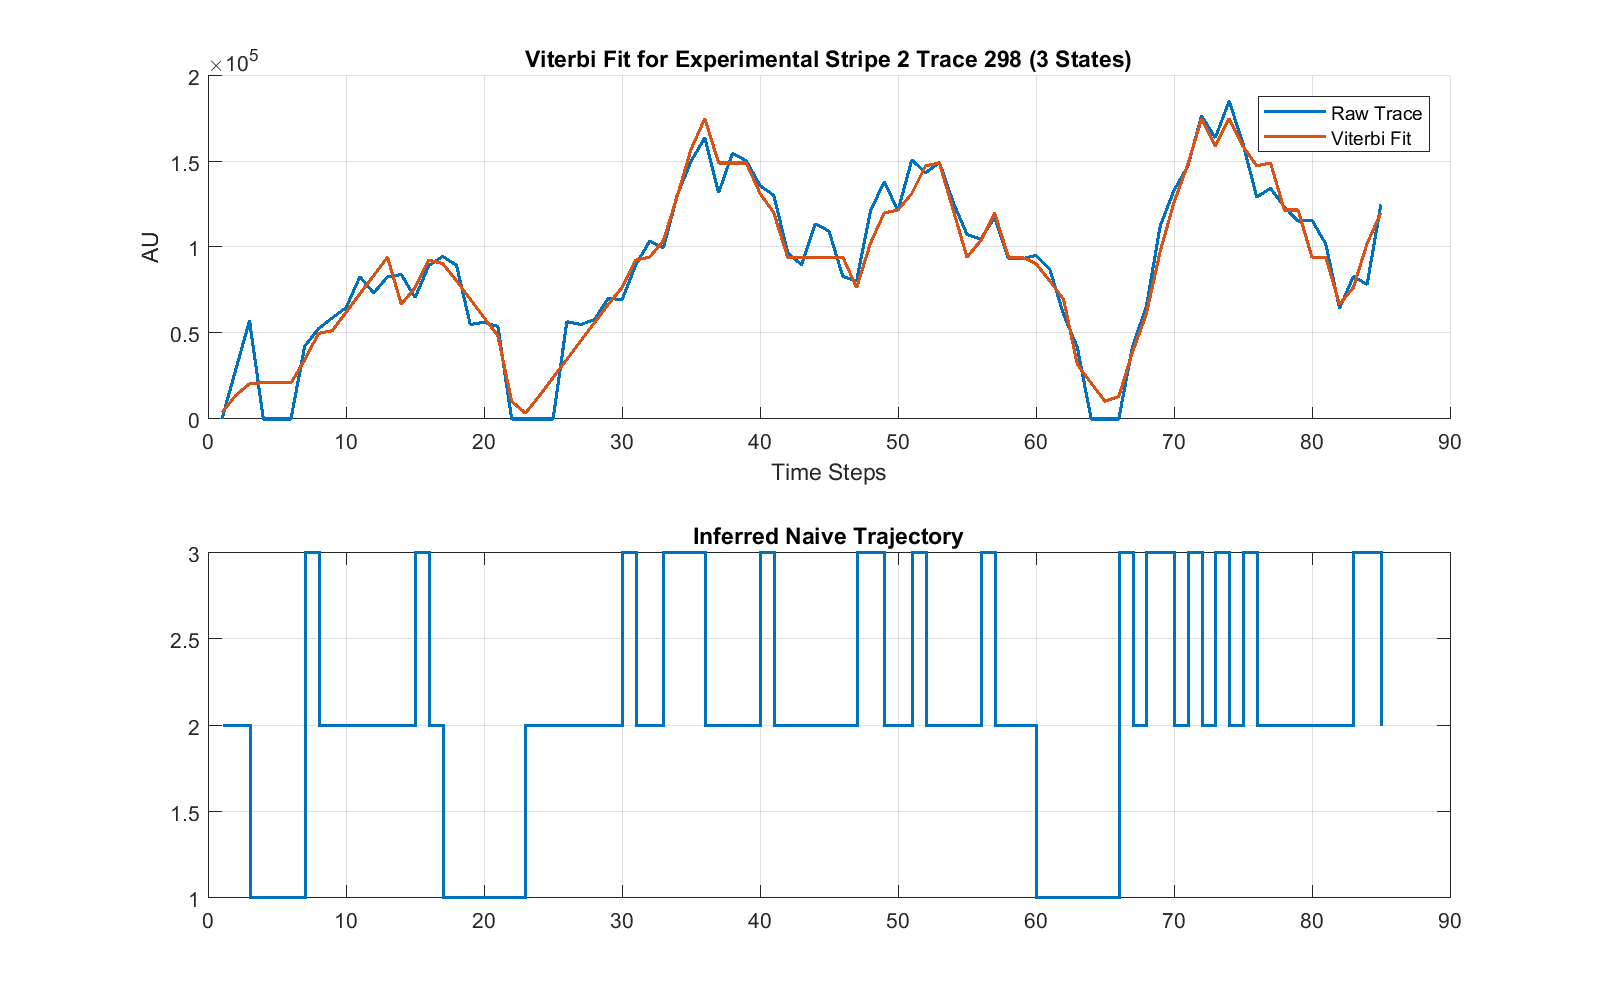 Viterbi Fit for Experimental Stripe 2 Trace 298 (3 States)
×10^5
2
1.5
1
0.5
0
AU
Raw Trace
Viterbi Fit
0 10 20 30 40 50 60 70 80 90
Time Steps
Inferred Naive Trajectory
3
2.5
2
1.5
1
0 10 20 30 40 50 60 70 80 90